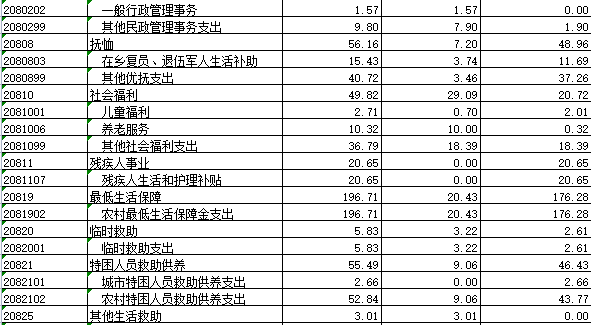 2080202 一般行政管理事务 1.57 1.57 0.00
2080299 其他民政管理事务支出 9.80 7.90 1.90
20808 抚恤 56.16 7.20 48.96
2080803 在乡复员、退伍军人生活补助 15.43 3.74 11.69
2080899 其他优抚支出 40.72 3.46 37.26
20810 社会福利 49.82 29.09 20.72
2081001 儿童福利 2.71 0.70 2.01
2081006 养老服务 10.32 10.00 0.32
2081099 其他社会福利支出 36.79 18.39 18.39
20811 残疾人事业 20.65 0.00 20.65
2081107 残疾人生活和护理补贴 20.65 0.00 20.65
20819 最低生活保障 196.71 20.43 176.28
2081902 农村最低生活保障金支出 196.71 20.43 176.28
20820 临时救助 5.83 3.22 2.61
2082001 临时救助支出 5.83 3.22 2.61
20821 特困人员救助供养 55.49 9.06 46.43
2082101 城市特困人员救助供养支出 2.66 0.00 2.66
2082102 农村特困人员救助供养支出 52.84 9.06 43.77
20825 其他生活救助 3.01 3.01 0.00